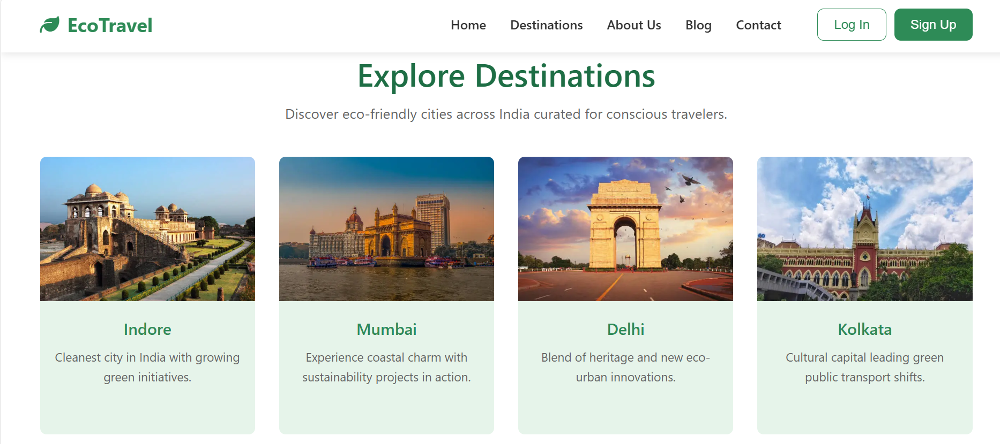 EcoTravel
Home
Destinations
About Us
Blog
Contact
Log In
Sign Up
Explore Destinations
Discover eco-friendly cities across India curated for conscious travelers.
Indore
Cleanest city in India with growing
green initiatives.
Mumbai
Experience coastal charm with
sustainability projects in action.
Delhi
Blend of heritage and new eco-
urban innovations.
Kolkata
Cultural capital leading green
public transport shifts.